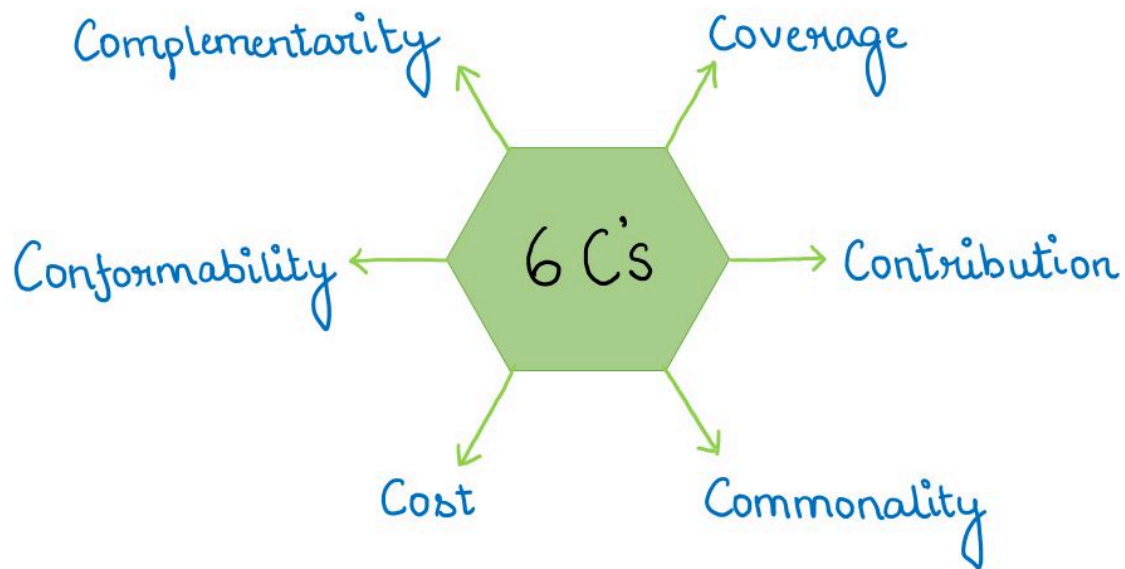 Complementarity
Coverage
Conformability
6 C's
Contribution
Cost
Commonality